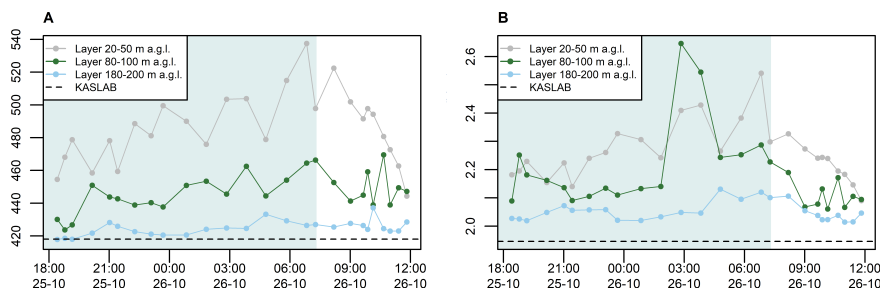 A
540
520
500
480
460
440
420
Layer 20-50 m a.g.l.
Layer 80-100 m a.g.l.
Layer 180-200 m a.g.l.
KASLAB
18:00 21:00 00:00 03:00 06:00 09:00 12:00
25-10 25-10 26-10 26-10 26-10 26-10 26-10
B
2.6
2.4
2.2
2.0
Layer 20-50 m a.g.l.
Layer 80-100 m a.g.l.
Layer 180-200 m a.g.l.
KASLAB
18:00 21:00 00:00 03:00 06:00 09:00 12:00
25-10 25-10 26-10 26-10 26-10 26-10 26-10